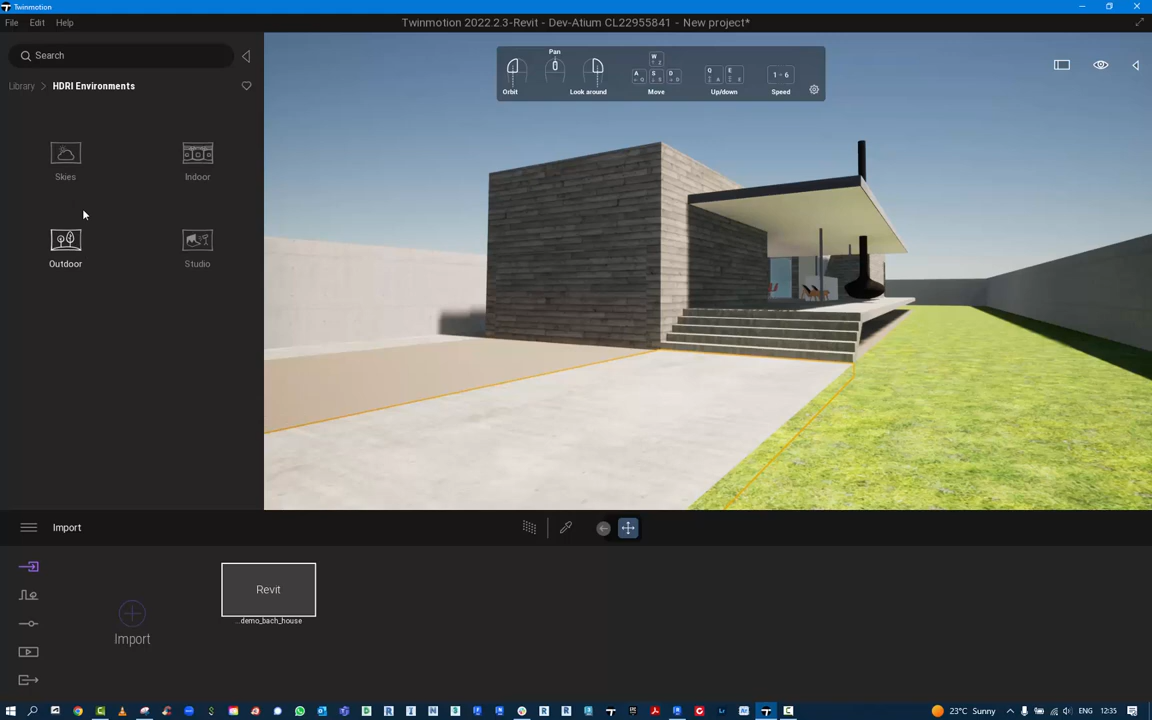 Twinmotion
File Edit Help
Twinmotion 2022.2.3-Revit - Dev-Atium CL22955841 - New project*
Search
Library > HDRI Environments
Skies
Indoor
Outdoor
Studio
Pan
Orbit
Look around
Move
Up/down
1 - 6
Speed
W
A S D
Q E
Import
Import
Revit
...demo_bach_house
23°C Sunny
ENG
12:35